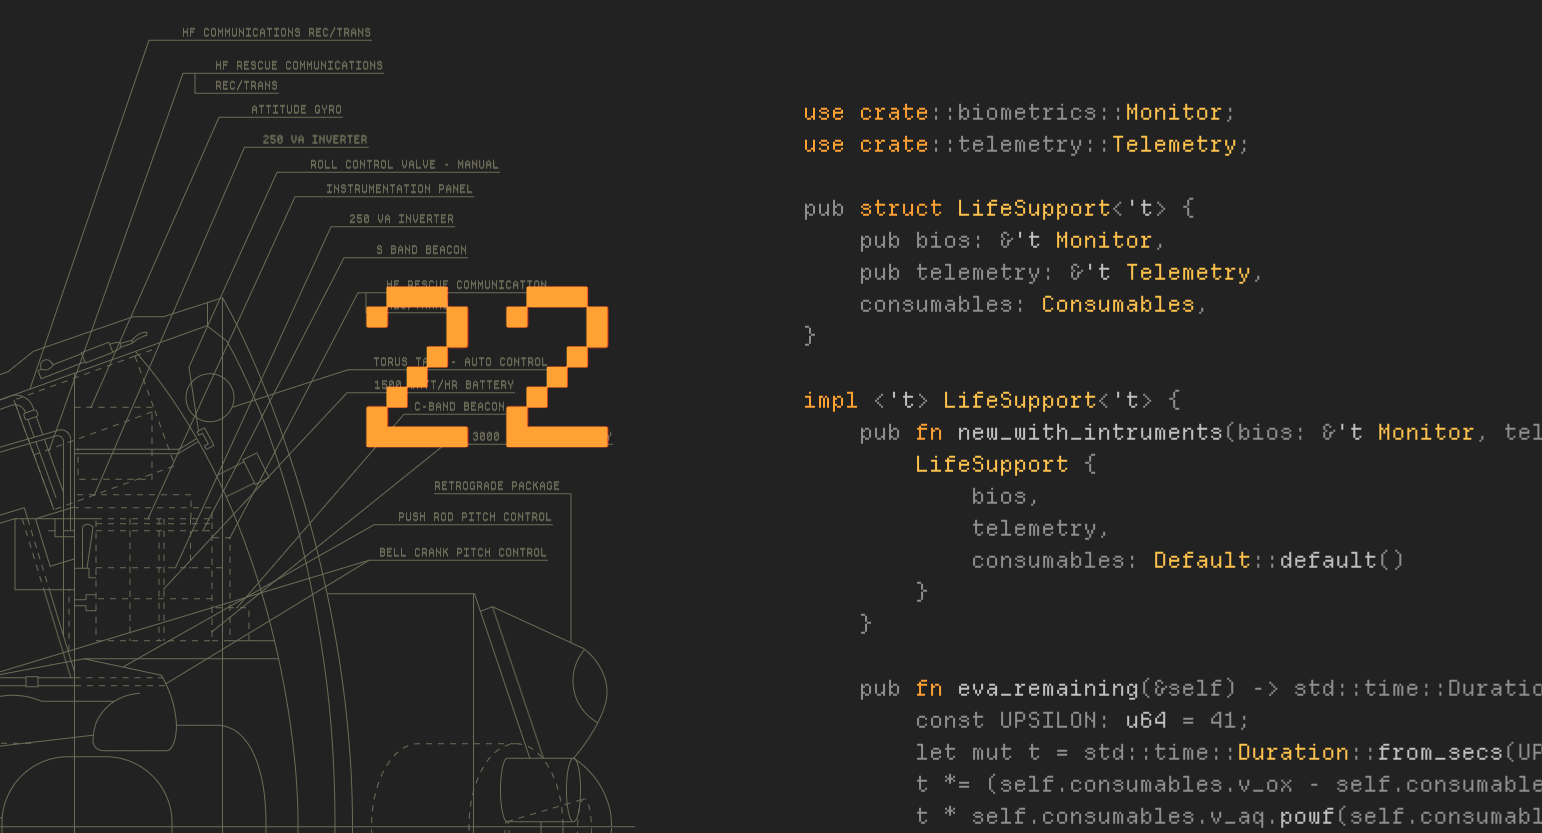 HF COMMUNICATIONS REC/TRANS
HF RESCUE COMMUNICATIONS
REC/TRANS
ATTITUDE GYRO
250 VA INVERTER
ROLL CONTROL VALVE - MANUAL
INSTRUMENTATION PANEL
250 VA INVERTER
S BAND BEACON
HF RESCUE COMMUNICATION
22
TORUS - AUTO CONTROL
1500
C-BAND BEACON
3000
RETROGRADE PACKAGE
PUSH ROD PITCH CONTROL
BELL CRANK PITCH CONTROL
use crate::biometrics::Monitor;
use crate::telemetry::Telemetry;
pub struct LifeSupport<'t> {
pub bios: &'t Monitor,
pub telemetry: &'t Telemetry,
consumables: Consumables,
}
impl <'t> LifeSupport<'t> {
pub fn new_with_intruments(bios: &'t Monitor, tel
LifeSupport {
bios,
telemetry,
consumables: Default::default()
}
}
pub fn eva_remaining(&self) -> std::time::Duratio
const UPSILON: u64 = 41;
let mut t = std::time::Duration::from_secs(UP
t *= (self.consumables.v_ox - self.consumable
t * self.consumables.v_aq.powf(self.consumabl